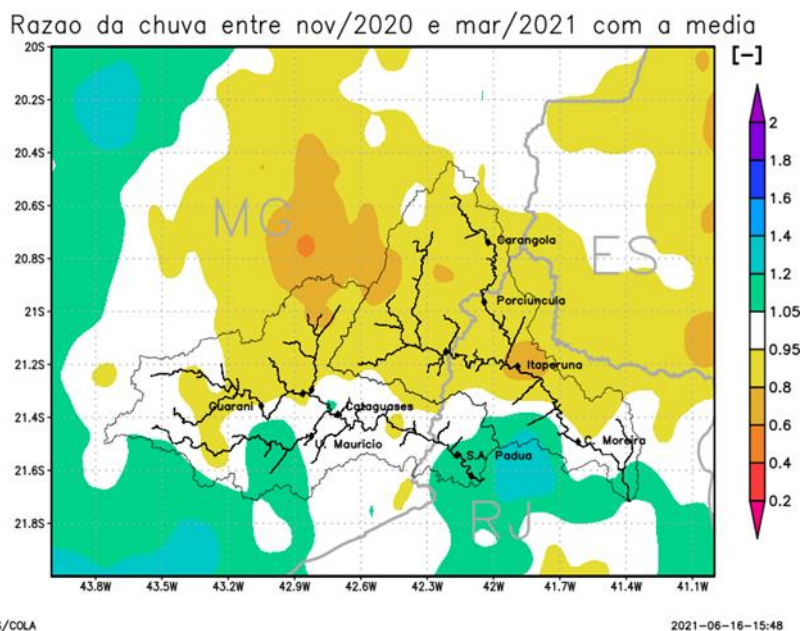 Razao da chuva entre nov/2020 e mar/2021 com a media
20S
[-]
20.2S
2
20.4S
1.8
20.6S
MG
1.6
Carangola
ES
1.4
20.8S
1.2
21S
Porciuncula
1.05
21.2S
Itaperuna
0.95
0.8
21.4S
Guarani
Cataguases
0.6
U. Mauricio
C. Moreira
0.4
21.6S
S.A. Padua
0.2
RJ
21.8S
43.8W 43.5W 43.2W 42.9W 42.6W 42.3W 42W 41.7W 41.4W 41.1W
S/COLA
2021-06-16-15:48